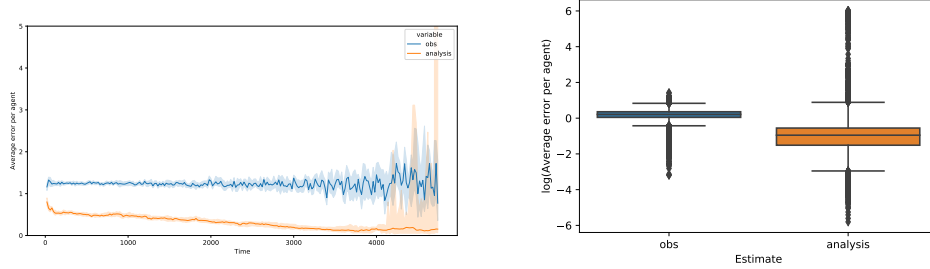 5
4
3
2
1
0
Average error per agent
0
1000
2000
3000
4000
Time
variable
obs
analysis
6
4
2
0
−2
−4
−6
log(Average error per agent)
obs
analysis
Estimate